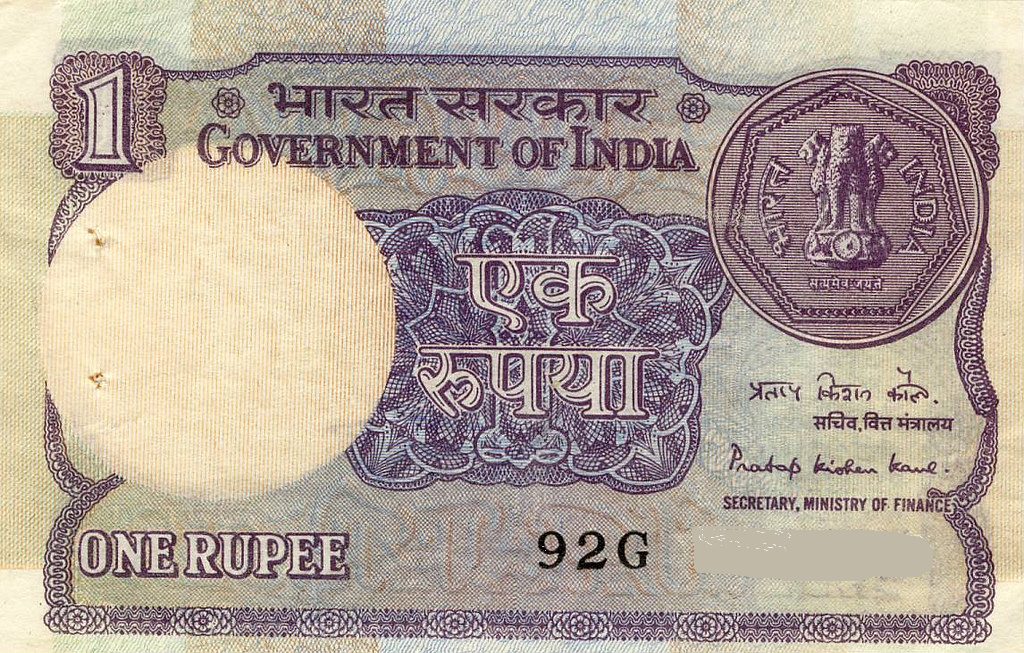 1
भारत सरकार
GOVERNMENT OF INDIA
भारत
INDIA
सत्यमेव जयते
एक
रुपया
प्रताप किशन कौल.
सचिव, वित्त मंत्रालय
Pratap Kishen Kaul.
SECRETARY, MINISTRY OF FINANCE
ONE RUPEE
92G